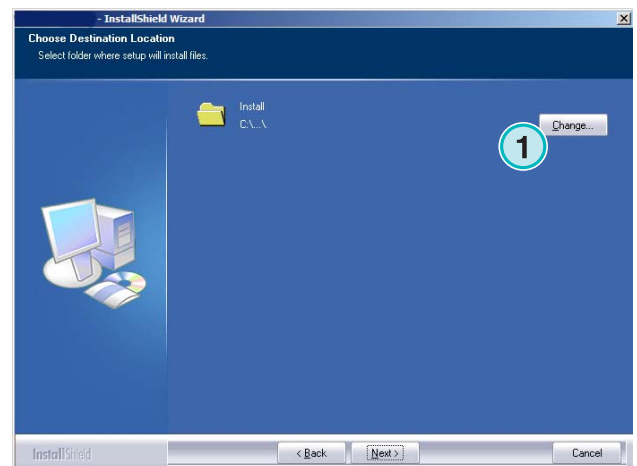 - InstallShield Wizard
Choose Destination Location
Select folder where setup will install files.
Install
C:\...\
Change...
1
InstallShield
< Back
Next >
Cancel